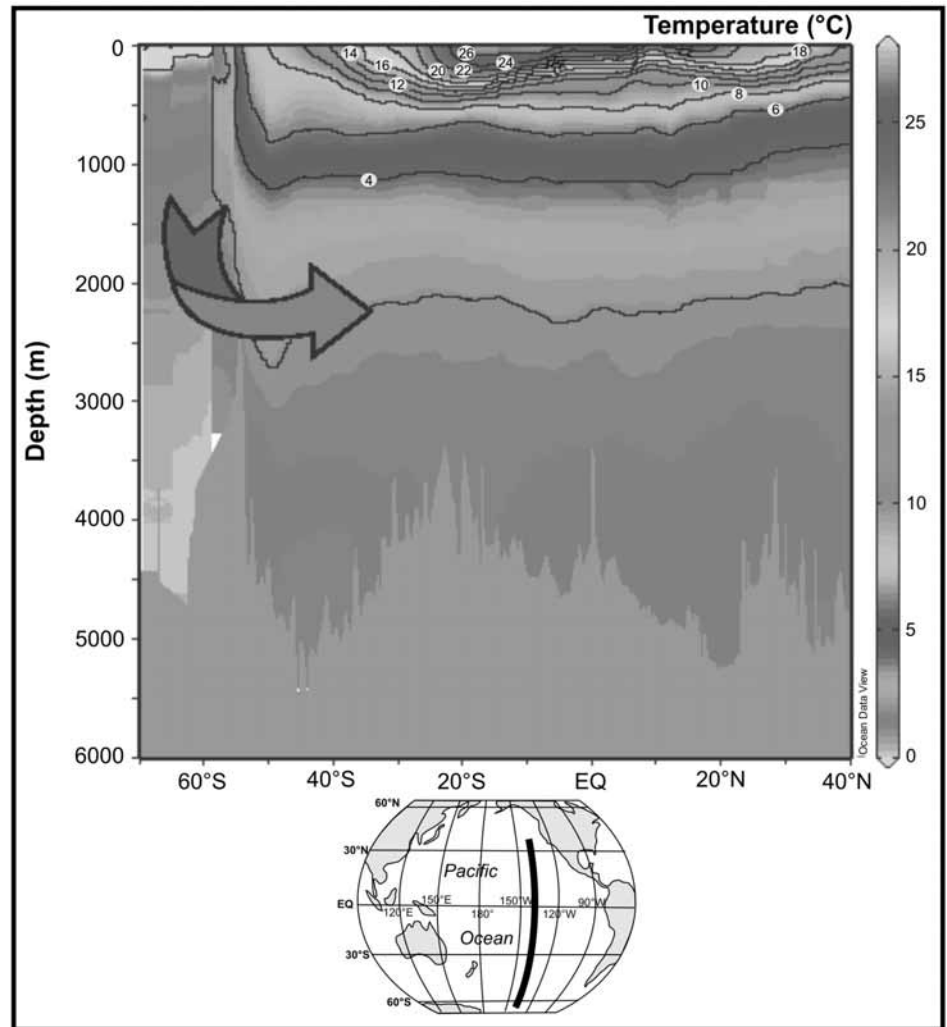 Temperature (°C)
0
1000
2000
3000
4000
5000
6000
Depth (m)
14
16
12
20
26
22
24
18
10
8
6
4
25
20
15
10
5
0
Ocean Data View
60°S
40°S
20°S
EQ
20°N
40°N
60°N
30°N
Pacific
EQ
120°E
150°E
180°
150°W
120°W
90°W
Ocean
30°S
60°S